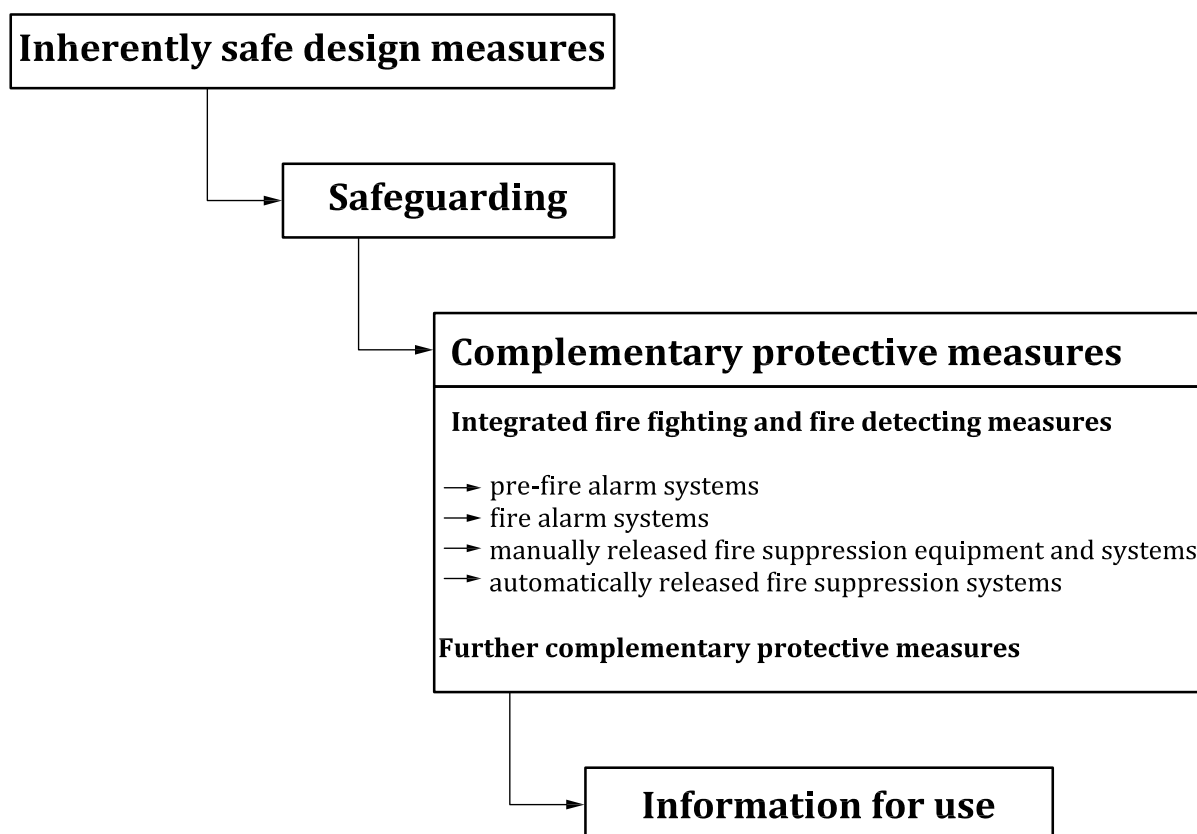 Inherently safe design measures
Safeguarding
Complementary protective measures
Integrated fire fighting and fire detecting measures
pre-fire alarm systems
fire alarm systems
manually released fire suppression equipment and systems
automatically released fire suppression systems
Further complementary protective measures
Information for use